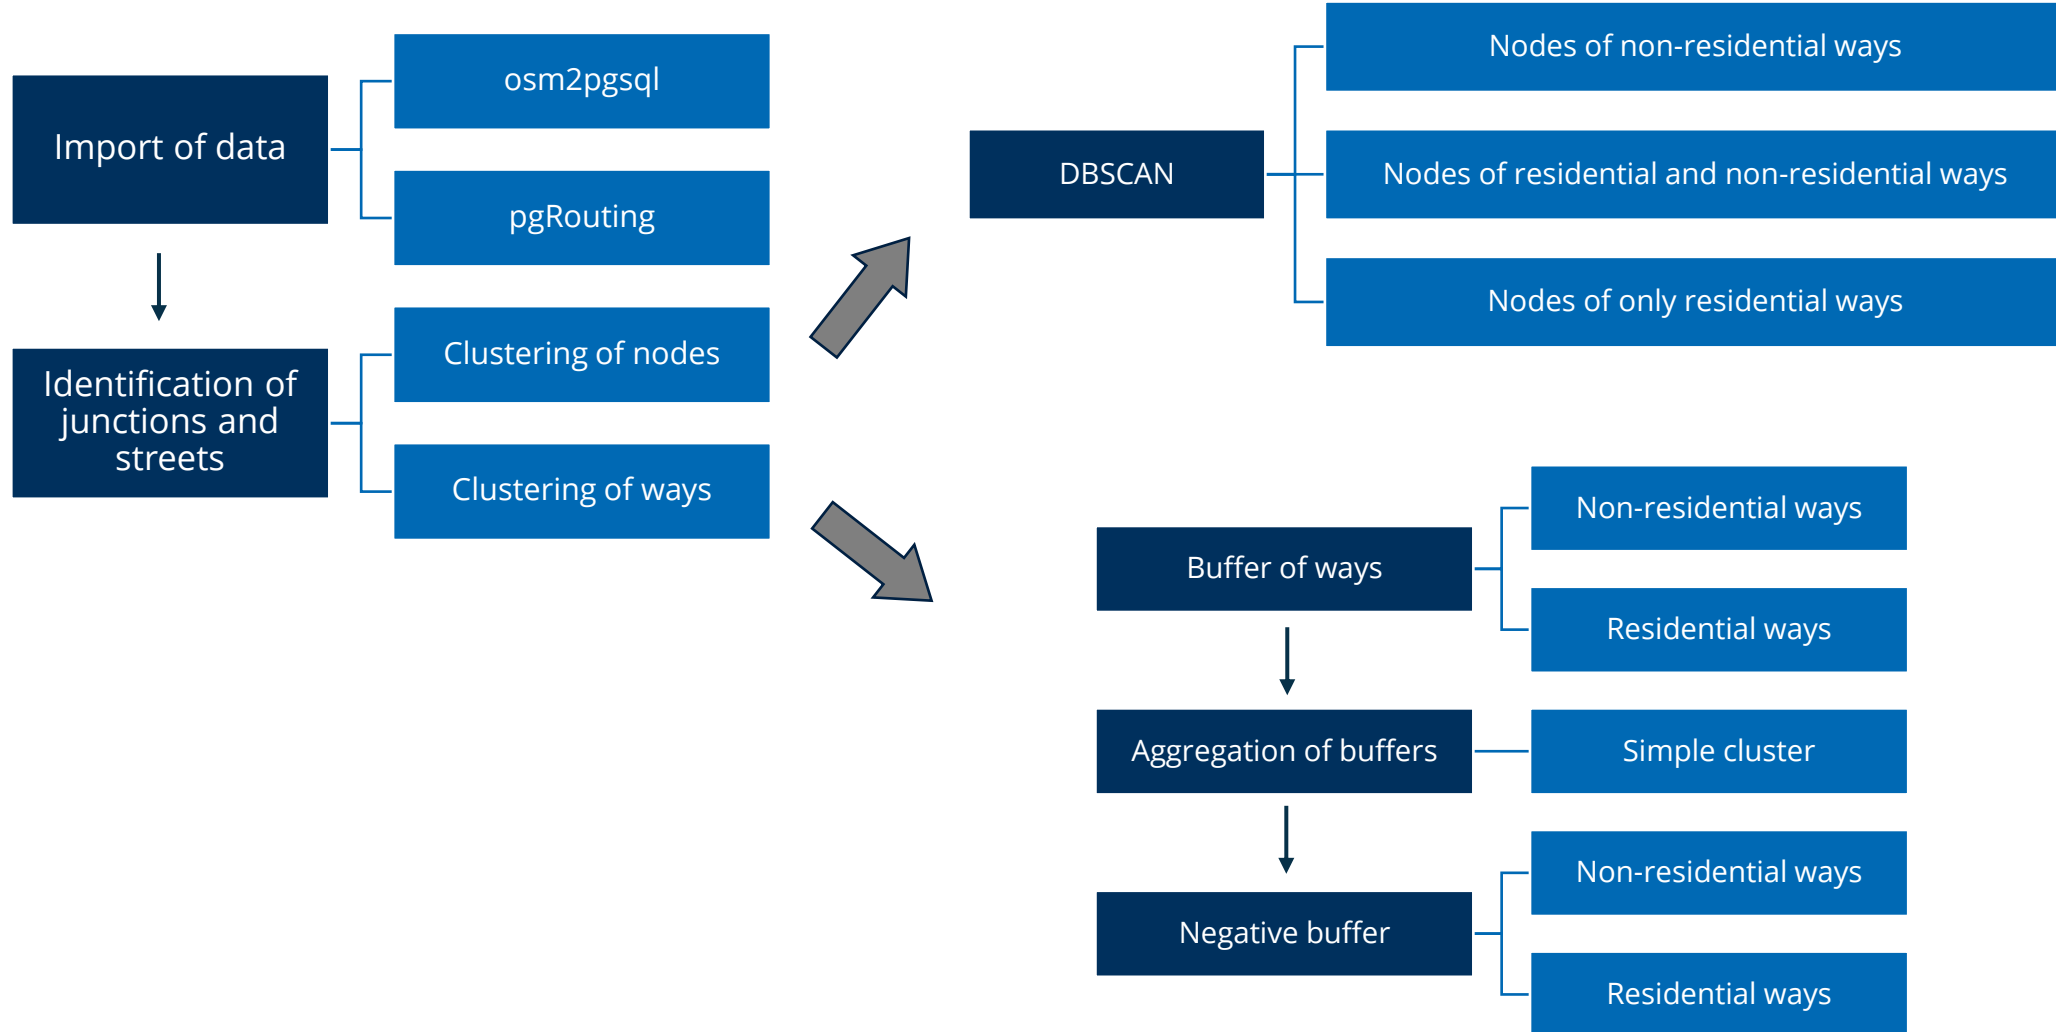 Import of data
osm2pgsql
pgRouting
Identification of
junctions and
streets
Clustering of nodes
Clustering of ways
DBSCAN
Nodes of non-residential ways
Nodes of residential and non-residential ways
Nodes of only residential ways
Buffer of ways
Non-residential ways
Residential ways
Aggregation of buffers
Simple cluster
Negative buffer
Non-residential ways
Residential ways